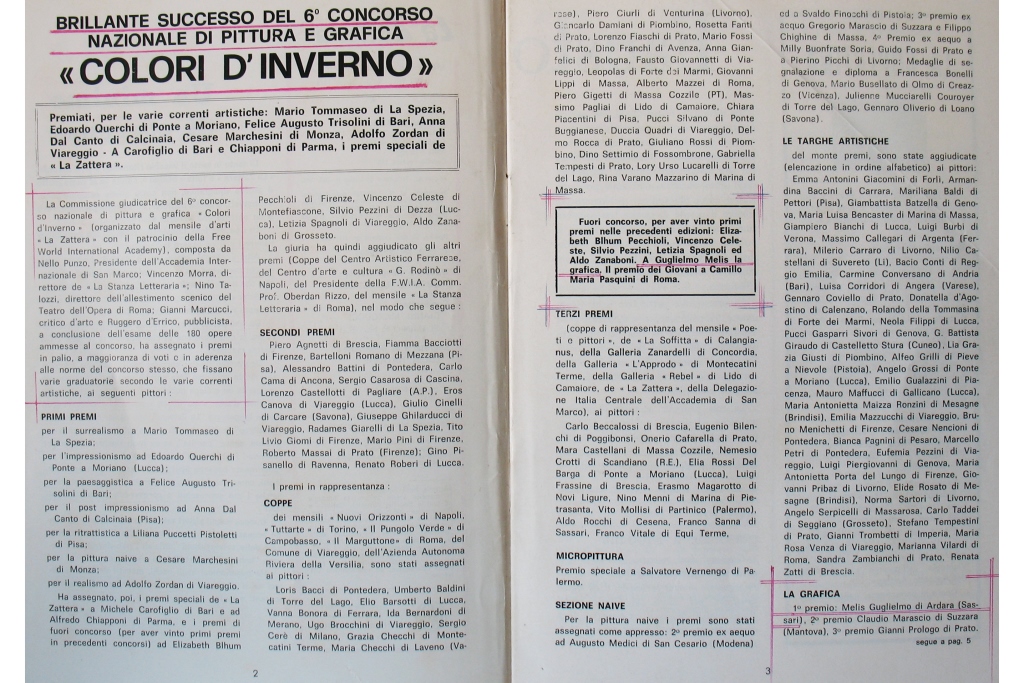 BRILLANTE SUCCESSO DEL 6° CONCORSO
NAZIONALE DI PITTURA E GRAFICA
« COLORI D'INVERNO »
Premiati, per le varie correnti artistiche: Mario Tommaseo di La Spezia,
Edoardo Querchi di Ponte a Moriano, Felice Augusto Trisolini di Bari, Anna
Dal Canto di Calcinaia, Cesare Marchesini di Monza, Adolfo Zordan di
Viareggio - A Carofiglio di Bari e Chiapponi di Parma, i premi speciali de
« La Zattera ».
La Commissione giudicatrice del 6° concor-
so nazionale di pittura e grafica « Colori
d'Inverno » (organizzato dal mensile d'arti
« La Zattera » con il patrocinio della Free
World International Academy), composta da
Nello Punzo, Presidente dell'Accademia Inter-
nazionale di San Marco; Vincenzo Morra, di-
rettore de « La Stanza Letteraria »; Nino Ta-
lozzi, direttore dell'allestimento scenico del
Teatro dell'Opera di Roma; Gianni Marcucci,
critico d'arte e Ruggero d'Errico, pubblicista,
a conclusione dell'esame delle 180 opere
ammesse al concorso, ha assegnato i premi
in palio, a maggioranza di voti e in aderenza
alle norme del concorso stesso, che fissano
varie graduatorie secondo le varie correnti
artistiche, ai seguenti pittori :
PRIMI PREMI
per il surrealismo a Mario Tommaseo di
La Spezia;
per l'impressionismo ad Edoardo Querchi di
Ponte a Moriano (Lucca);
per la paesaggistica a Felice Augusto Tri-
solini di Bari;
per il post impressionismo ad Anna Dal
Canto di Calcinaia (Pisa);
per la ritrattistica a Liliana Puccetti Pistoletti
di Pisa;
per la pittura naive a Cesare Marchesini
di Monza;
per il realismo ad Adolfo Zordan di Viareggio.
Ha assegnato, poi, i premi speciali de « La
Zattera » a Michele Carofiglio di Bari e ad
Alfredo Chiapponi di Parma, e i premi di
fuori concorso (per aver vinto primi premi
in precedenti concorsi) ad Elizabeth Blhum
Pecchioli di Firenze, Vincenzo Celeste di
Montefiascone, Silvio Pezzini di Dezza (Luc-
ca), Letizia Spagnoli di Viareggio, Aldo Zana-
boni di Grosseto.
La giuria ha quindi aggiudicato gli altri
premi (Coppe del Centro Artistico Ferrarese,
del Centro d'arte e cultura « G. Rodinò » di
Napoli, del Presidente della F.W.I.A. Comm.
Prof. Oberdan Rizzo, del mensile « La Stanza
Letteraria » di Roma), nel modo che segue :
SECONDI PREMI
Piero Agnetti di Brescia, Fiamma Bacciotti
di Firenze, Bartelloni Romano di Mezzana (Pi-
sa), Alessandro Battini di Pontedera, Carlo
Cama di Ancona, Sergio Casarosa di Cascina,
Lorenzo Castellotti di Pagliare (A.P.), Eros
Canova di Viareggio (Lucca), Giulio Cinelli
di Carcare (Savona), Giuseppe Ghilarducci di
Viareggio, Radames Giarelli di La Spezia, Tito
Livio Giomi di Firenze, Mario Pini di Firenze,
Roberto Massai di Prato (Firenze); Gino Pi-
sanello di Ravenna, Renato Roberi di Lucca.
I premi in rappresentanza :
COPPE
dei mensili « Nuovi Orizzonti » di Napoli,
« Tuttarte » di Torino, « Il Pungolo Verde » di
Campobasso, « Il Marguttone» di Roma, del
Comune di Viareggio, dell'Azienda Autonoma
Riviera della Versilia, sono stati assegnati
ai pittori :
Loris Bacci di Pontedera, Umberto Baldini
di Torre del Lago, Elio Barsotti di Lucca,
Vanna Bonora di Ferrara, Ida Bernardoni di
Merano, Ugo Brocchini di Viareggio, Sergio
Cerè di Milano, Grazia Checchi di Monte-
catini Terme, Maria Checchi di Laveno (Va-
2
rese), Piero Ciurli di Venturina (Livorno),
Giancarlo Damiani di Piombino, Rosetta Fanti
di Prato, Lorenzo Fiaschi di Prato, Mario Fossi
di Prato, Dino Franchi di Avenza, Anna Gian-
felici di Bologna, Fausto Giovannetti di Via-
reggio, Leopolas di Forte dei Marmi, Giovanni
Lippi di Massa, Alberto Mazzei di Roma,
Piero Gigetti di Massa Cozzile (PT), Mas-
simo Pagliai di Lido di Camaiore, Chiara
Piacentini di Pisa, Pucci Silvano di Ponte
Buggianese, Duccia Quadri di Viareggio, Del-
mo Rocca di Prato, Giuliano Rossi di Piom-
bino, Dino Settimio di Fossombrone, Gabriella
Tempesti di Prato, Lory Urso Lucarelli di Torre
del Lago, Rina Varano Mazzarino di Marina di
Massa.
Fuori concorso, per aver vinto primi
premi nelle precedenti edizioni: Eliza-
beth Blhum Pecchioli, Vincenzo Cele-
ste, Silvio Pezzini, Letizia Spagnoli ed
Aldo Zanaboni. A Guglielmo Melis la
grafica. Il premio dei Giovani a Camillo
Maria Pasquini di Roma.
TERZI PREMI
(coppe di rappresentanza del mensile « Poe-
ti e pittori », de « La Soffitta » di Calangia-
nus, della Galleria Zanardelli di Concordia,
della Galleria « L'Approdo » di Montecatini
Terme, della Galleria « Rebel » di Lido di
Camaiore, de « La Zattera », della Delegazio-
ne Italia Centrale dell'Accademia di San
Marco), ai pittori :
Carlo Beccalossi di Brescia, Eugenio Bilen-
chi di Poggibonsi, Onerio Cafarella di Prato,
Mara Castellani di Massa Cozzile, Nemesio
Crotti di Scandiano (R.E.), Elia Rossi Del
Barga di Ponte a Moriano (Lucca), Luigi
Frassine di Brescia, Erasmo Magarotto di
Novi Ligure, Nino Menni di Marina di Pie-
trasanta, Vito Mollisi di Partinico (Palermo),
Aldo Rocchi di Cesena, Franco Sanna di
Sassari, Franco Vitale di Equi Terme,
MICROPITTURA
Premio speciale a Salvatore Vernengo di Pa-
lermo.
SEZIONE NAIVE
Per la pittura naive i premi sono stati
assegnati come appresso: 2° premio ex aequo
ad Augusto Medici di San Cesario (Modena)
ed a Svaldo Finocchi di Pistoia; 3° premio ex
aequo Gregorio Marascio di Suzzara e Filippo
Chighine di Massa, 4° Premio ex aequo a
Milly Buonfrate Soria, Guido Fossi di Prato e
a Pierino Picchi di Livorno; Medaglie di se-
gnalazione e diploma a Francesca Bonelli
di Genova, Mario Busellato di Olmo di Creaz-
zo (Vicenza), Julienne Mucciarelli Couroyer
di Torre del Lago, Gennaro Oliverio di Loano
(Savona).
LE TARGHE ARTISTICHE
del monte premi, sono state aggiudicate
(elencazione in ordine alfabetico) ai pittori :
Emma Antonini Giacomini di Forlì, Arman-
dina Baccini di Carrara, Mariliana Baldi di
Pettori (Pisa), Giambattista Batzella di Geno-
va, Maria Luisa Bencaster di Marina di Massa,
Giampiero Bianchi di Lucca, Luigi Burbi di
Verona, Massimo Callegari di Argenta (Fer-
rara), Milerio Carraro di Livorno, Nilio Ca-
stellani di Suvereto (Li), Bacio Conti di Reg-
gio Emilia, Carmine Conversano di Andria
(Bari), Luisa Corridori di Angera (Varese),
Gennaro Coviello di Prato, Donatella d'Ago-
stino di Calenzano, Rolando della Tommasina
di Forte dei Marmi, Neola Filippi di Lucca,
Pucci Gasparri Sivori di Genova, G. Battista
Giraudo di Castelletto Stura (Cuneo), Lia Gra-
zia Giusti di Piombino, Alfeo Grilli di Pieve
a Nievole (Pistoia), Angelo Grossi di Ponte
a Moriano (Lucca), Emilio Gualazzini di Pia-
cenza, Mauro Maffucci di Gallicano (Lucca),
Maria Antonietta Maizza Ronzini di Mesagne
(Brindisi), Emilia Mazzucchi di Viareggio, Bru-
no Menichetti di Firenze, Cesare Nencioni di
Pontedera, Bianca Pagnini di Pesaro, Marcello
Petri di Pontedera, Eufemia Pezzini di Via-
reggio, Luigi Piergiovanni di Genova, Maria
Antonietta Porta del Lungo di Firenze, Gio-
vanni Pribaz di Livorno, Elide Rosato di Me-
sagne (Brindisi), Norma Sartori di Livorno,
Angelo Serpicelli di Massarosa, Carlo Taddei
di Seggiano (Grosseto), Stefano Tempestini
di Prato, Gianni Trombetti di Imperia, Maria
Rosa Venza di Viareggio, Marianna Vilardi di
Roma, Sandra Zambianchi di Prato, Renata
Zatti di Brescia.
LA GRAFICA
1° premio: Melis Guglielmo di Ardara (Sas-
sari), 2° premio Claudio Marascio di Suzzara
(Mantova), 3° premio Gianni Prologo di Prato.
segue a pag. 5
3